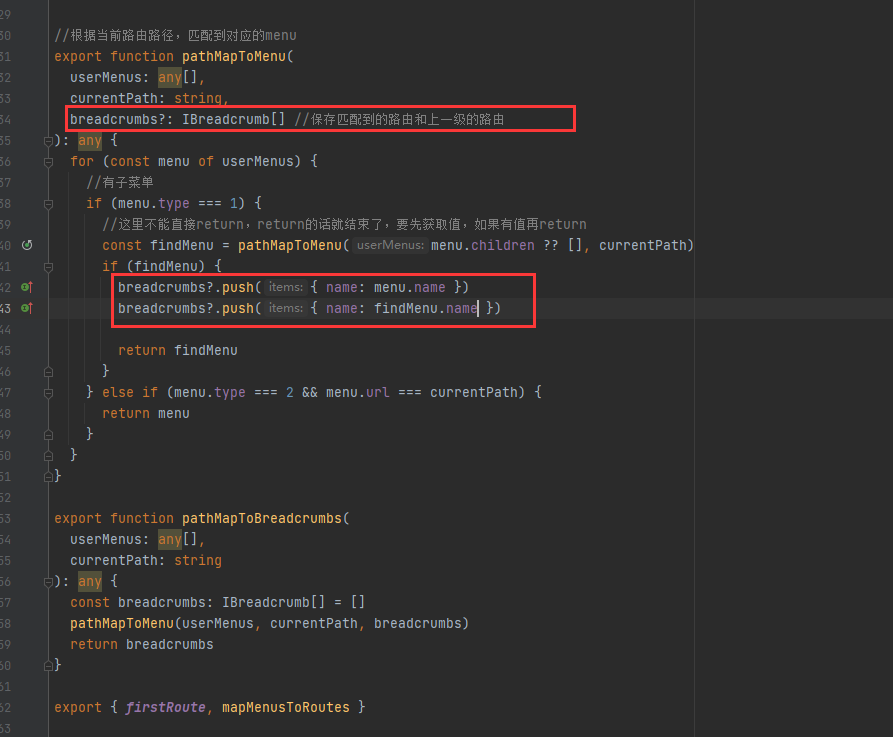 29
30 //根据当前路由路径，匹配到对应的menu
31 export function pathMapToMenu(
32 userMenus: any[],
33 currentPath: string,
34 breadcrumbs?: IBreadcrumb[] //保存匹配到的路由和上一级的路由
35 ): any {
36 for (const menu of userMenus) {
37 //有子菜单
38 if (menu.type === 1) {
39 //这里不能直接return，return的话就结束了，要先获取值，如果有值再return
40 const findMenu = pathMapToMenu( userMenus: menu.children ?? [], currentPath)
41 if (findMenu) {
42 breadcrumbs?.push( items: { name: menu.name })
43 breadcrumbs?.push( items: { name: findMenu.name })
44
45 return findMenu
46 }
47 } else if (menu.type === 2 && menu.url === currentPath) {
48 return menu
49 }
50 }
51 }
52
53 export function pathMapToBreadcrumbs(
54 userMenus: any[],
55 currentPath: string
56 ): any {
57 const breadcrumbs: IBreadcrumb[] = []
58 pathMapToMenu(userMenus, currentPath, breadcrumbs)
59 return breadcrumbs
60 }
61
62 export { firstRoute, mapMenusToRoutes }
63